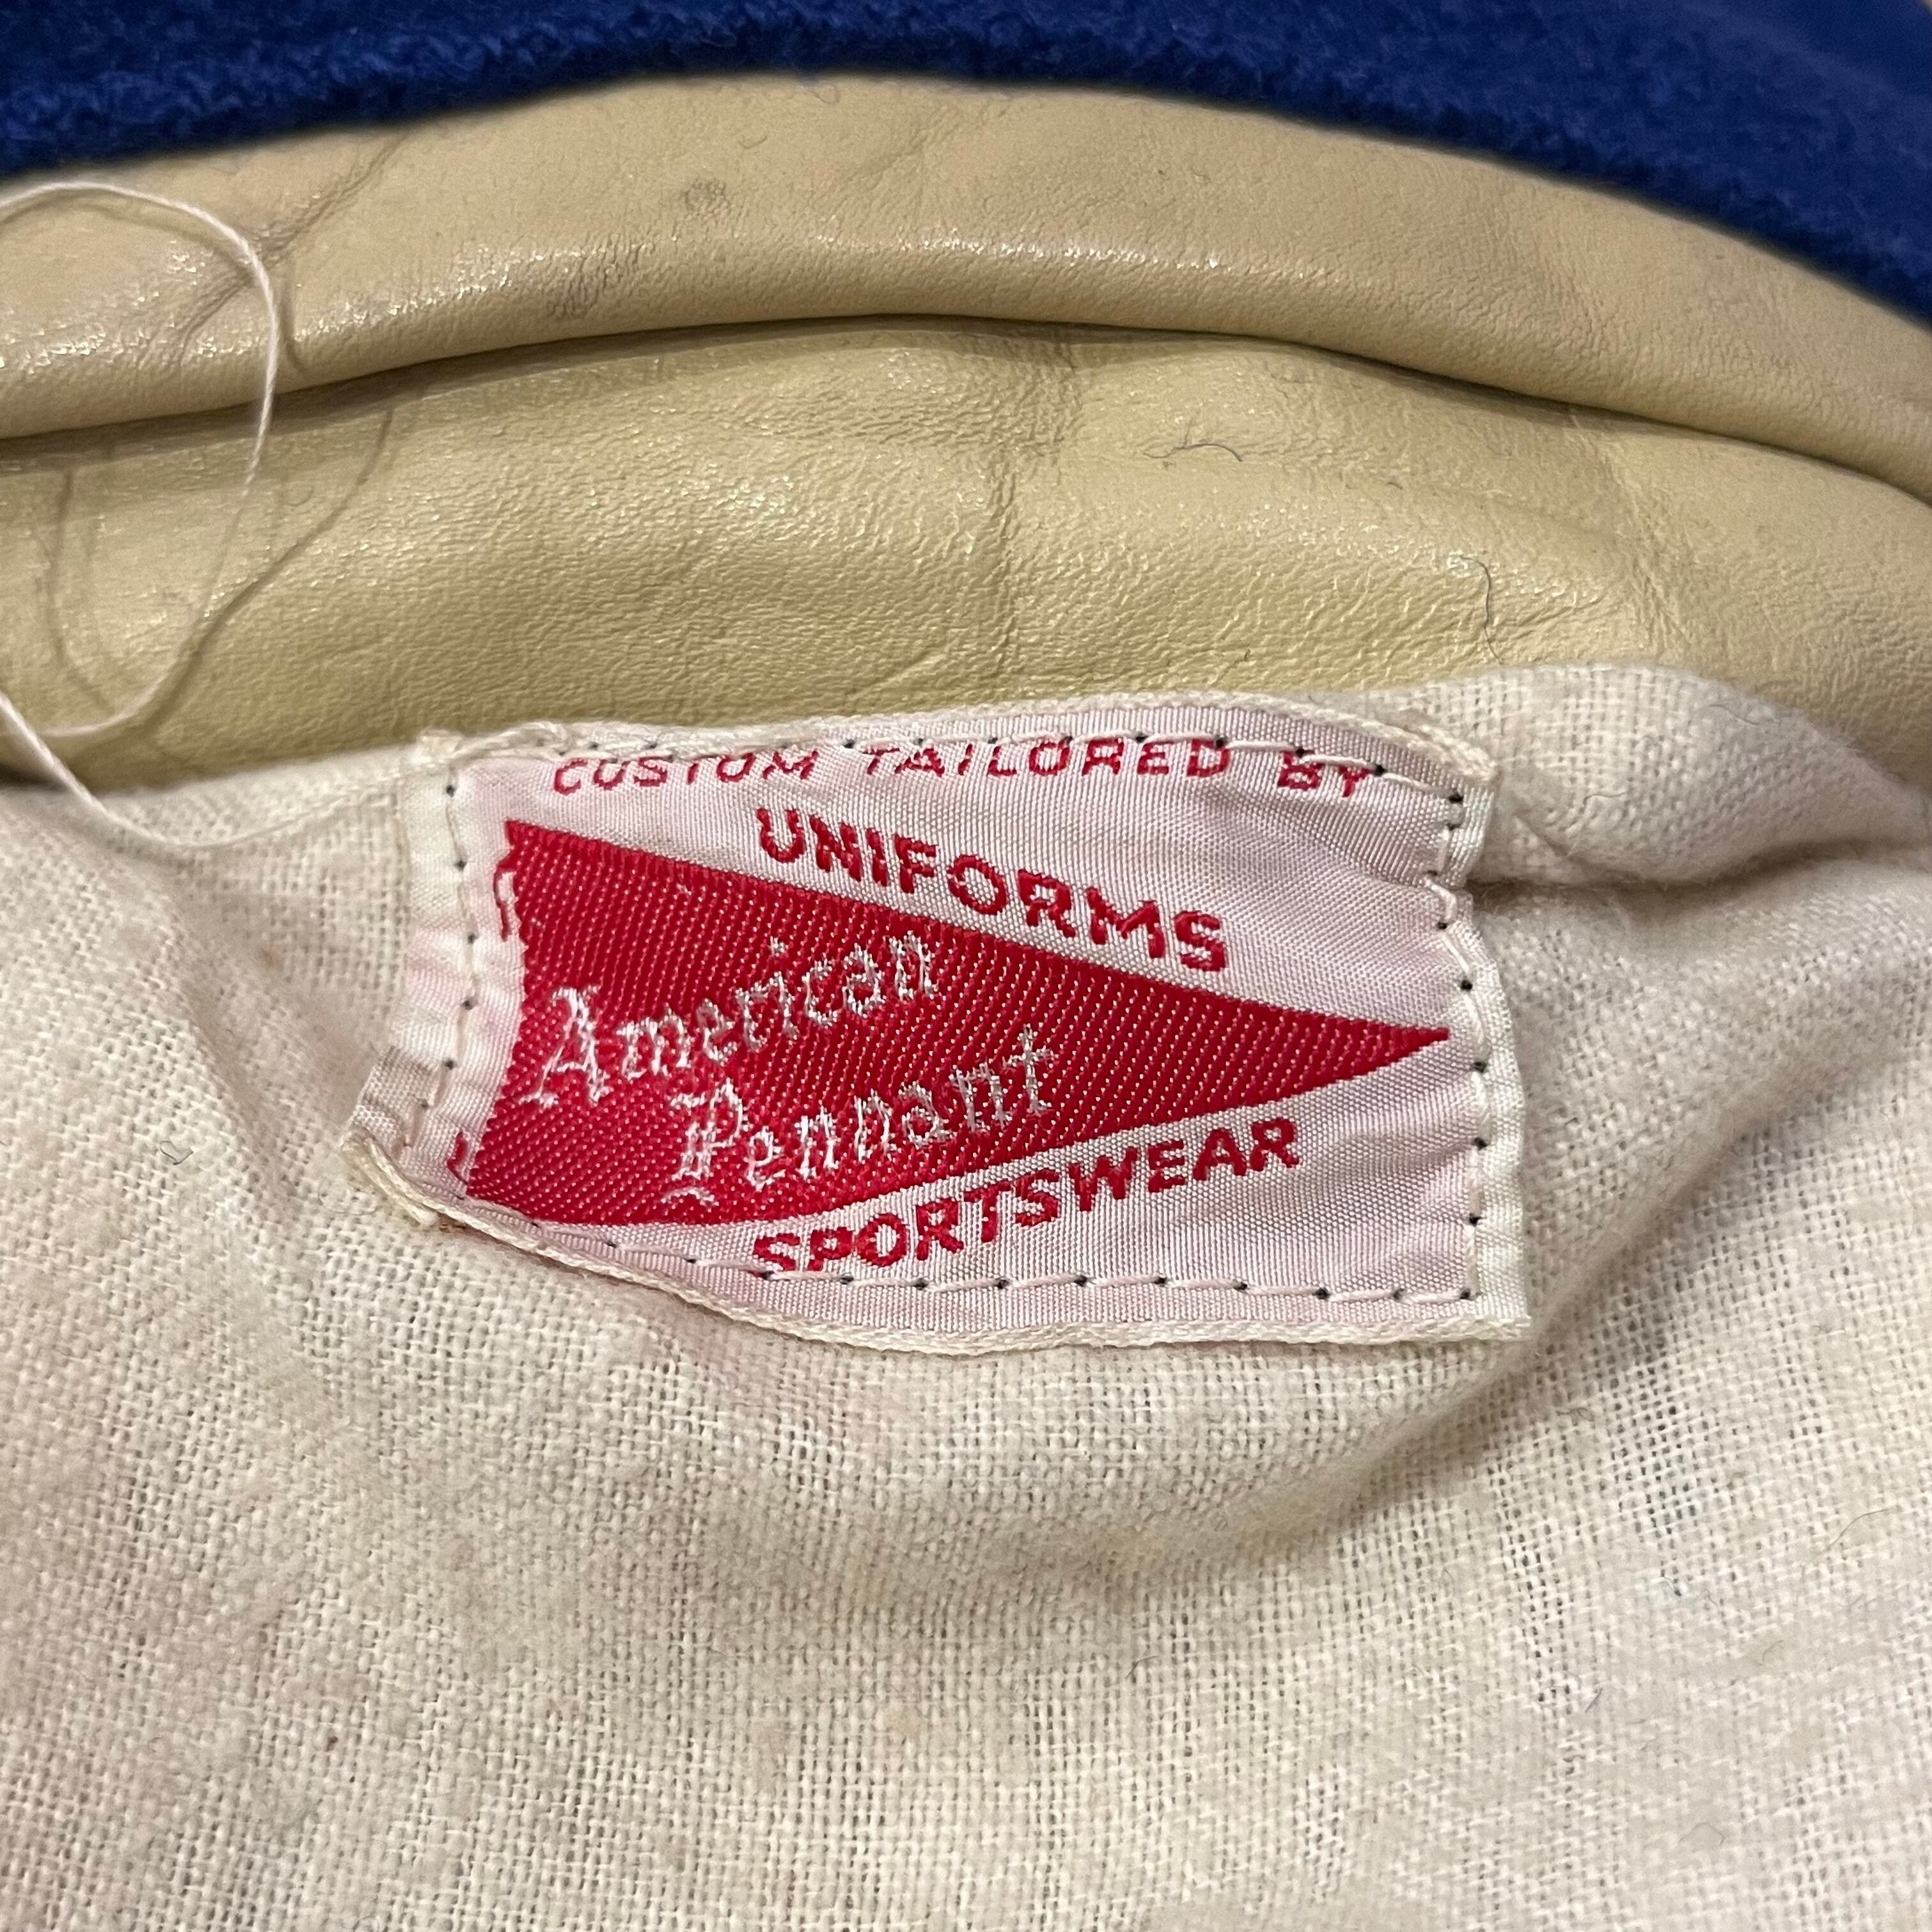 CUSTOM TAILORED BY
UNIFORMS
American
Pennant
SPORTSWEAR